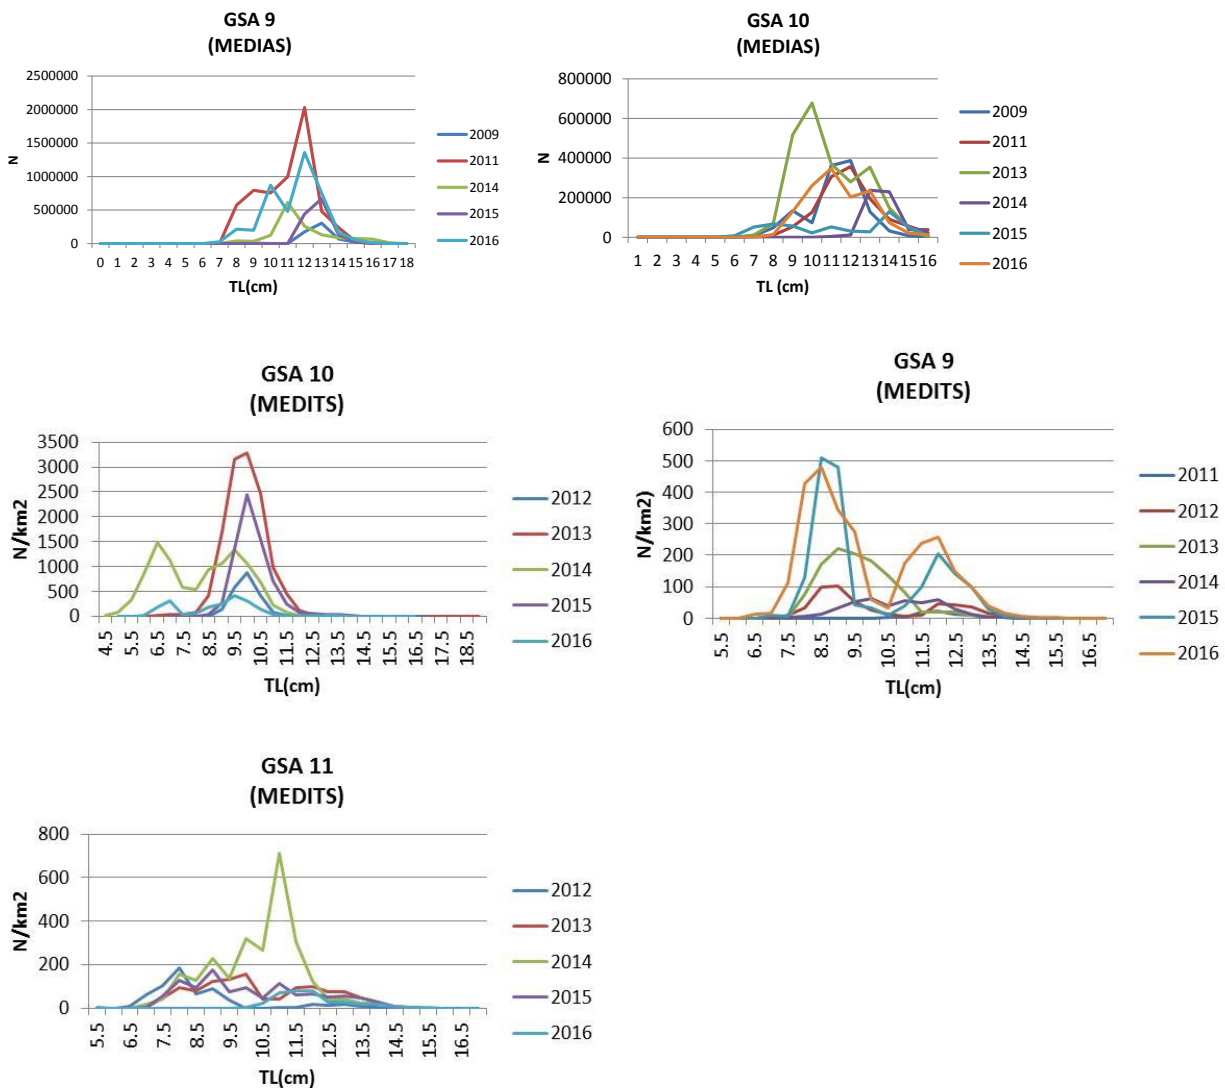 GSA 9
(MEDIAS)
2500000
2000000
1500000
1000000
500000
0
N
0 1 2 3 4 5 6 7 8 9 10 11 12 13 14 15 16 17 18
TL(cm)
2009
2011
2014
2015
2016
GSA 10
(MEDIAS)
800000
600000
400000
200000
0
N
1 2 3 4 5 6 7 8 9 10 11 12 13 14 15 16
TL (cm)
2009
2011
2013
2014
2015
2016
GSA 10
(MEDITS)
3500
3000
2500
2000
1500
1000
500
0
N/km2
4.5 5.5 6.5 7.5 8.5 9.5 10.5 11.5 12.5 13.5 14.5 15.5 16.5 17.5 18.5
TL(cm)
2012
2013
2014
2015
2016
GSA 9
(MEDITS)
600
500
400
300
200
100
0
N/km2)
5.5 6.5 7.5 8.5 9.5 10.5 11.5 12.5 13.5 14.5 15.5 16.5
TL(cm)
2011
2012
2013
2014
2015
2016
GSA 11
(MEDITS)
800
600
400
200
0
N/km2
5.5 6.5 7.5 8.5 9.5 10.5 11.5 12.5 13.5 14.5 15.5 16.5
TL(cm)
2012
2013
2014
2015
2016